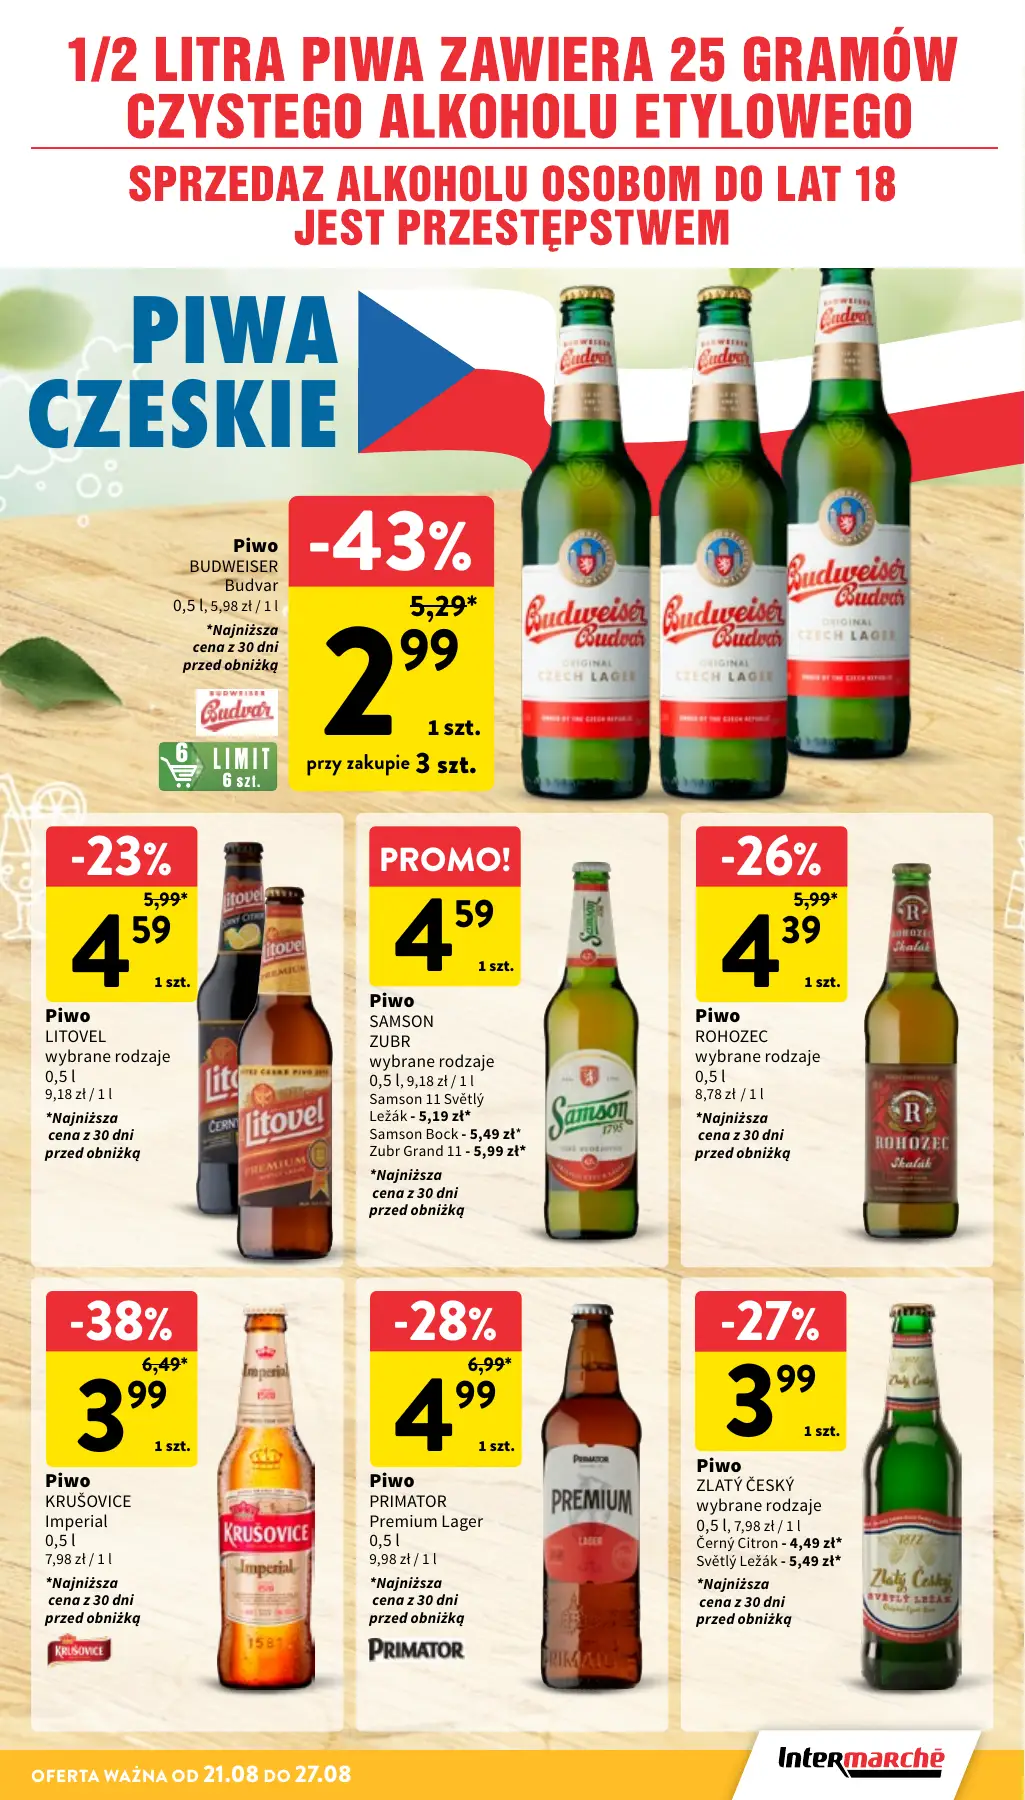 1/2 LITRA PIWA ZAWIERA 25 GRAMÓW
CZYSTEGO ALKOHOLU ETYLOWEGO
SPRZEDAŻ ALKOHOLU OSOBOM DO LAT 18
JEST PRZESTĘPSTWEM
PIWA
CZESKIE
Piwo
BUDWEISER
Budvar
0,5 l, 5,98 zł / 1 l
*Najniższa
cena z 30 dni
przed obniżką
BUDWEISER
Budvar
6 LIMIT
6 szt.
-43%
5,29*
2 99
1 szt.
przy zakupie 3 szt.
Budweiser
Budvar
ORIGINAL
CZECH LAGER
-23%
5,99*
4 59
1 szt.
Piwo
LITOVEL
wybrane rodzaje
0,5 l
9,18 zł / 1 l
*Najniższa
cena z 30 dni
przed obniżką
Litovel
PREMIUM
PROMO!
4 59
1 szt.
Piwo
SAMSON
ZUBR
wybrane rodzaje
0,5 l, 9,18 zł / 1 l
Samson 11 Světlý
Ležák - 5,19 zł*
Samson Bock - 5,49 zł*
Zubr Grand 11 - 5,99 zł*
*Najniższa
cena z 30 dni
przed obniżką
Samson
1795
-26%
5,99*
4 39
1 szt.
Piwo
ROHOZEC
wybrane rodzaje
0,5 l
8,78 zł / 1 l
*Najniższa
cena z 30 dni
przed obniżką
R
ROHOZEC
Skalák
-38%
6,49*
3 99
1 szt.
Piwo
KRUŠOVICE
Imperial
0,5 l
7,98 zł / 1 l
*Najniższa
cena z 30 dni
przed obniżką
KRUŠOVICE
Imperial
KRUŠOVICE
Imperial
1581
-28%
6,99*
4 99
1 szt.
Piwo
PRIMATOR
Premium Lager
0,5 l
9,98 zł / 1 l
*Najniższa
cena z 30 dni
przed obniżką
PRIMATOR
PRIMATOR
PREMIUM
LAGER
-27%
3 99
1 szt.
Piwo
ZLATÝ ČESKÝ
wybrane rodzaje
0,5 l, 7,98 zł / 1 l
Černý Citron - 4,49 zł*
Světlý Ležák - 5,49 zł*
*Najniższa
cena z 30 dni
przed obniżką
1872
Zlatý Český
SVĚTLÝ LEŽÁK
OFERTA WAŻNA OD 21.08 DO 27.08
Intermarché